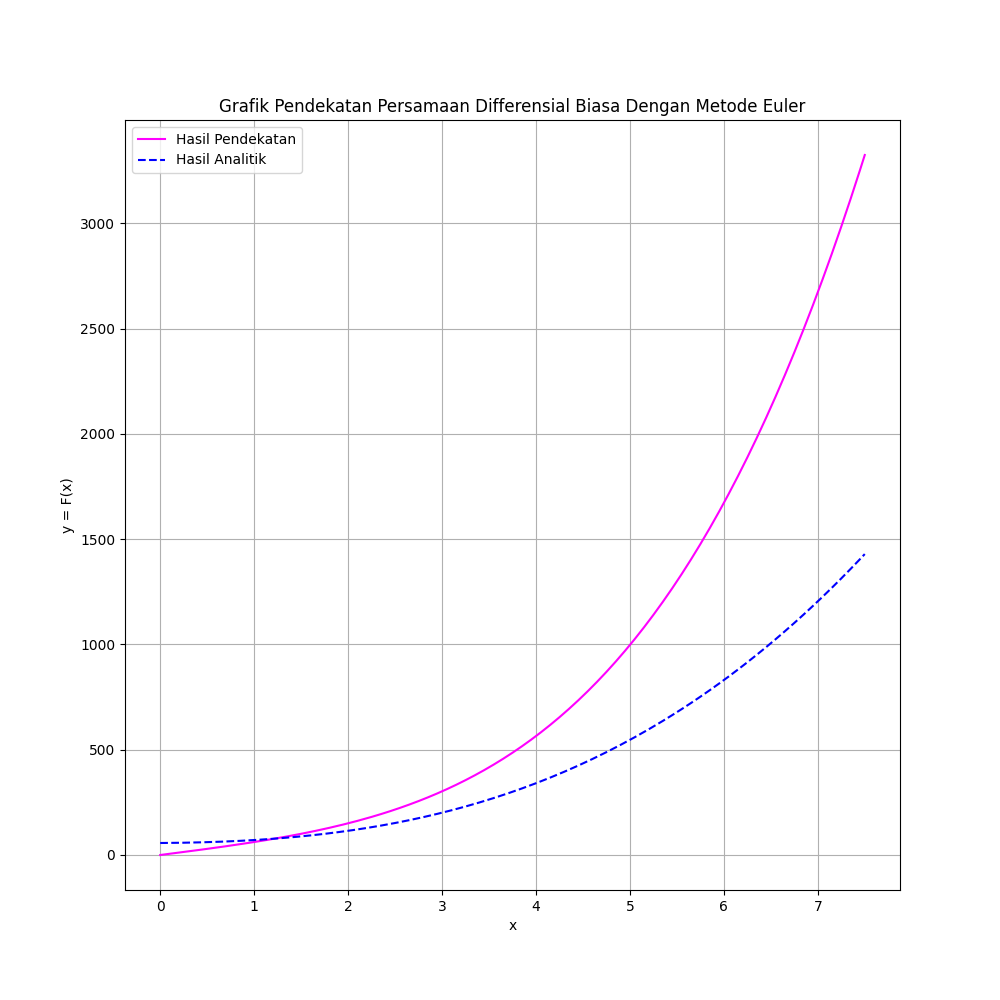 Grafik Pendekatan Persamaan Differensial Biasa Dengan Metode Euler
Hasil Pendekatan
Hasil Analitik
3000
2500
2000
1500
1000
500
0
y = F(x)
0 1 2 3 4 5 6 7
x